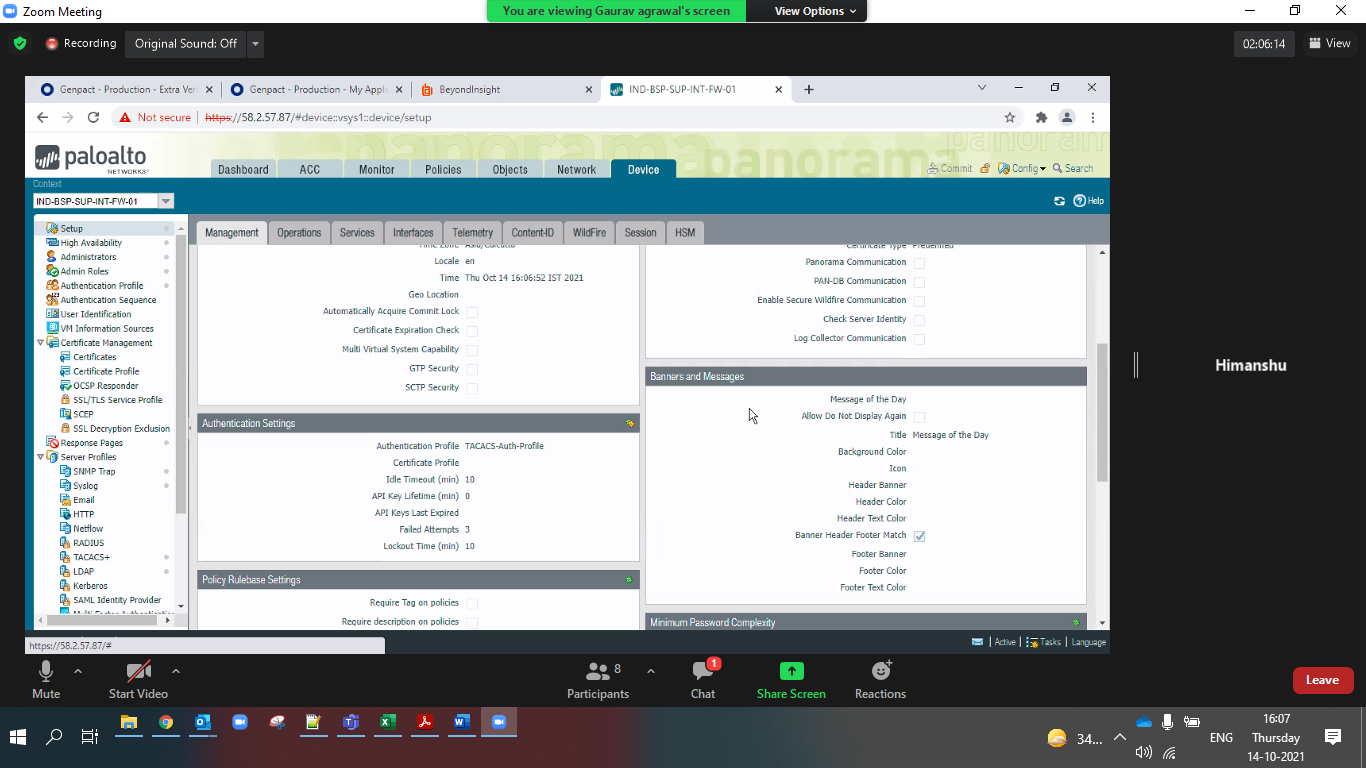 Zoom Meeting
You are viewing Gaurav agrawal's screen
View Options
Recording
Original Sound: Off
02:06:14
View
Genpact - Production - Extra Ver
Genpact - Production - My Appl
BeyondInsight
IND-BSP-SUP-INT-FW-01
Not secure
https://58.2.57.87/#device::vsys1::device/setup
paloalto
NETWORKS
panorama
Dashboard
ACC
Monitor
Policies
Objects
Network
Device
Commit
Config
Search
Context
IND-BSP-SUP-INT-FW-01
Help
Setup
High Availability
Administrators
Admin Roles
Authentication Profile
Authentication Sequence
User Identification
VM Information Sources
Certificate Management
Certificates
Certificate Profile
OCSP Responder
SSL/TLS Service Profile
SCEP
SSL Decryption Exclusion
Response Pages
Server Profiles
SNMP Trap
Syslog
Email
HTTP
Netflow
RADIUS
TACACS+
LDAP
Kerberos
SAML Identity Provider
Management
Operations
Services
Interfaces
Telemetry
Content-ID
WildFire
Session
HSM
Time Zone Asia/Calcutta
Locale en
Time Thu Oct 14 16:06:52 IST 2021
Geo Location
Automatically Acquire Commit Lock
Certificate Expiration Check
Multi Virtual System Capability
GTP Security
SCTP Security
Authentication Settings
Authentication Profile TACACS-Auth-Profile
Certificate Profile
Idle Timeout (min) 10
API Key Lifetime (min) 0
API Keys Last Expired
Failed Attempts 3
Lockout Time (min) 10
Policy Rulebase Settings
Require Tag on policies
Require description on policies
Certificate Type Predefined
Panorama Communication
PAN-DB Communication
Enable Secure Wildfire Communication
Check Server Identity
Log Collector Communication
Banners and Messages
Message of the Day
Allow Do Not Display Again
Title Message of the Day
Background Color
Icon
Header Banner
Header Color
Header Text Color
Banner Header Footer Match
Footer Banner
Footer Color
Footer Text Color
Minimum Password Complexity
https://58.2.57.87/#
Active
Tasks
Language
Himanshu
Mute
Start Video
Participants
8
Chat
1
Share Screen
Reactions
Leave
34...
ENG
16:07
Thursday
14-10-2021